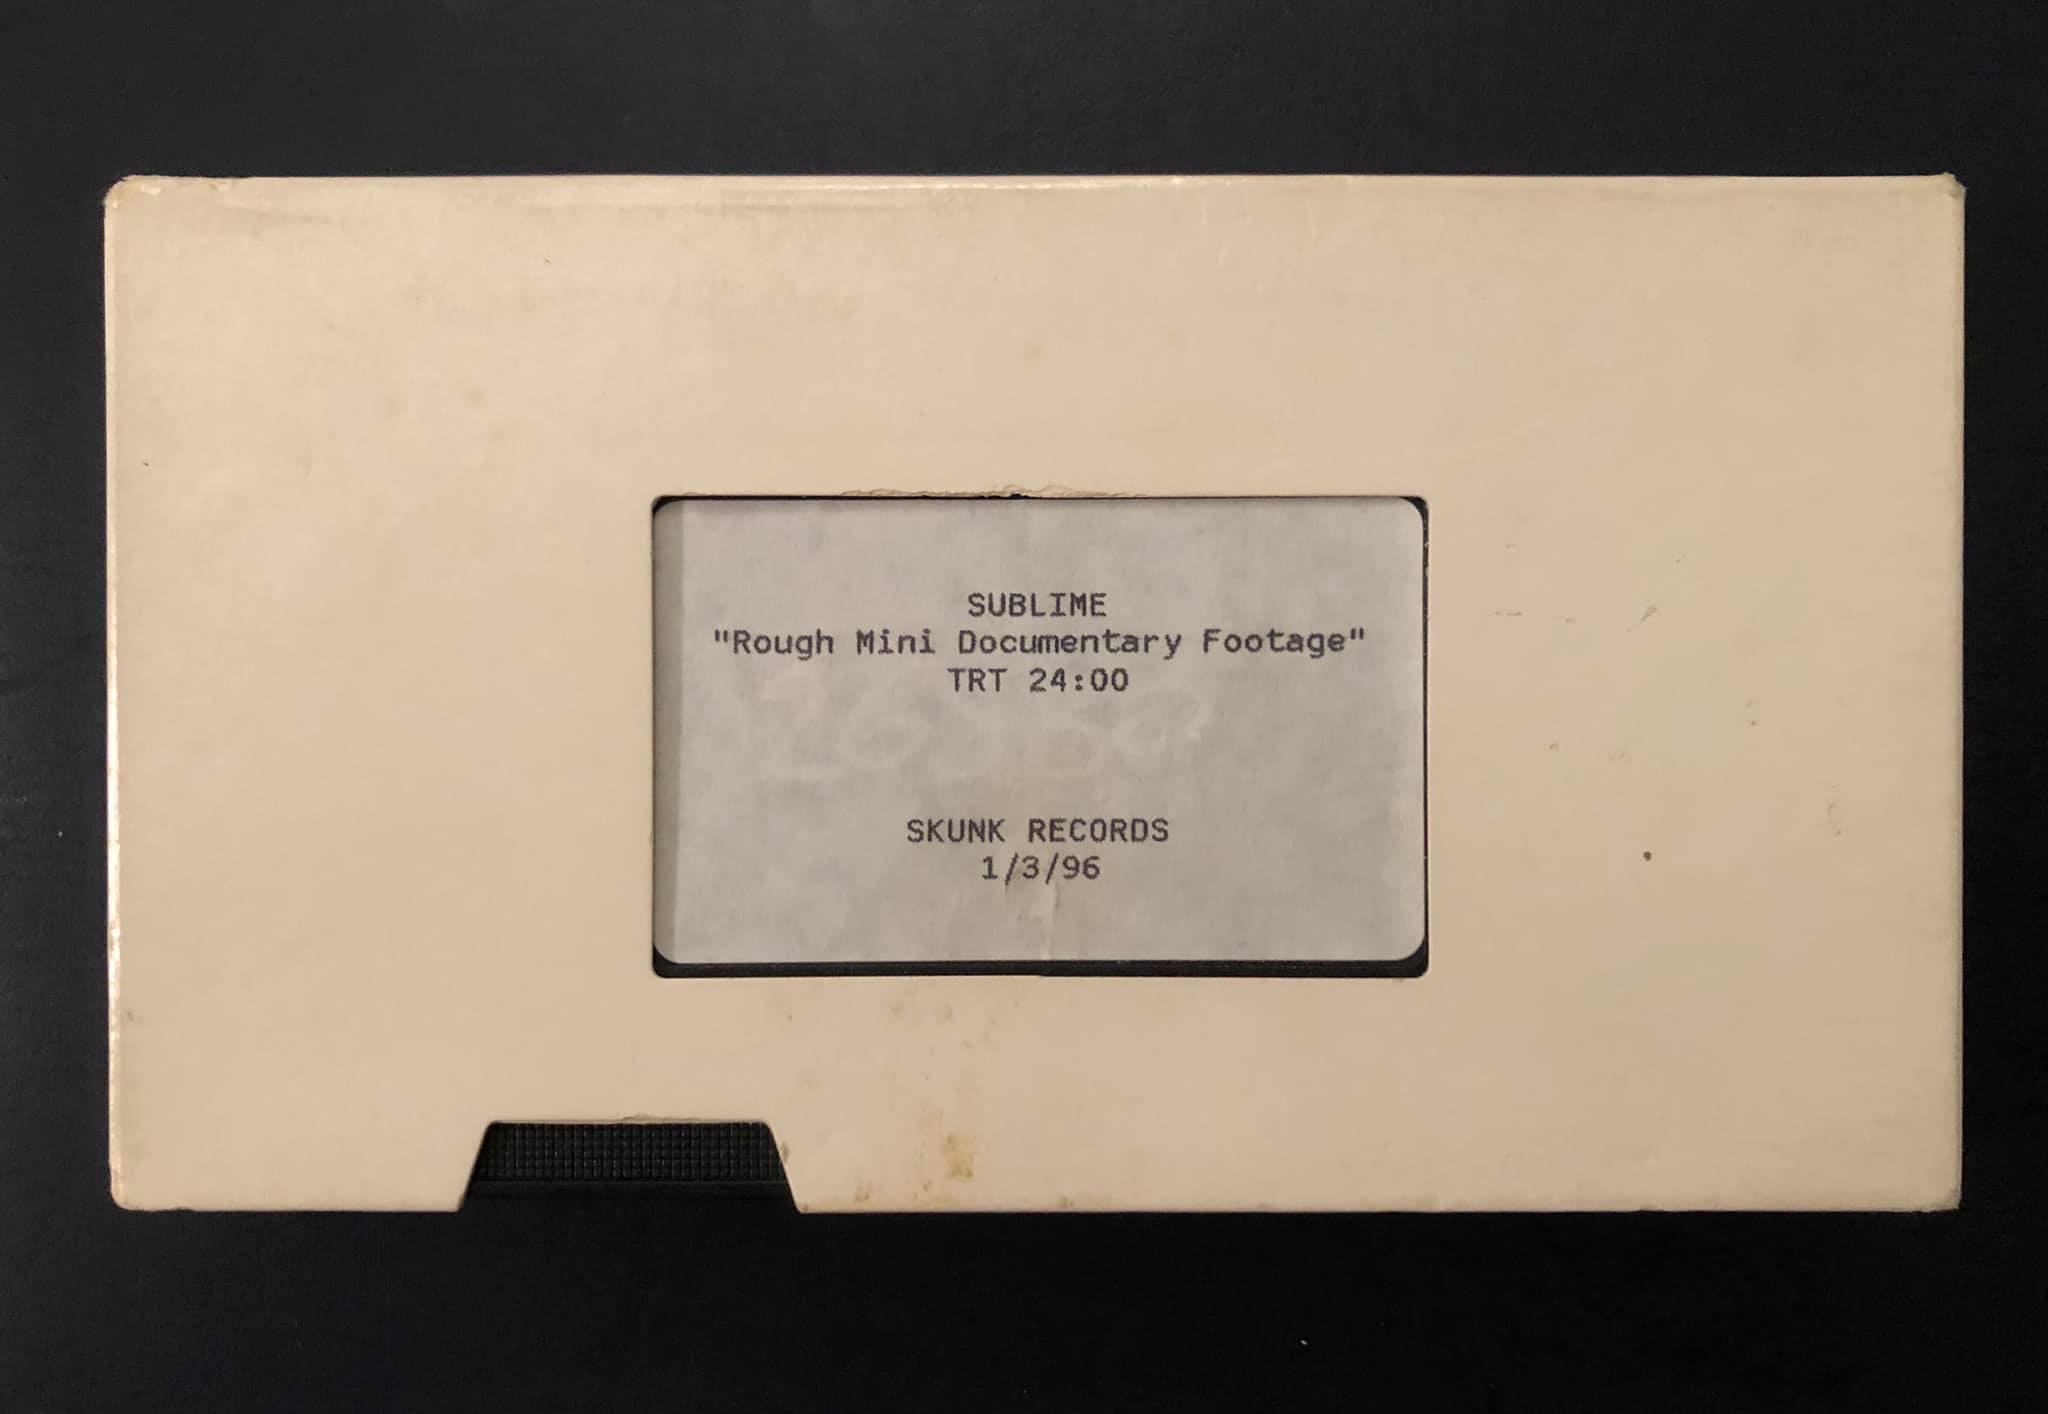 SUBLIME
"Rough Mini Documentary Footage"
TRT 24:00
SKUNK RECORDS
1/3/96